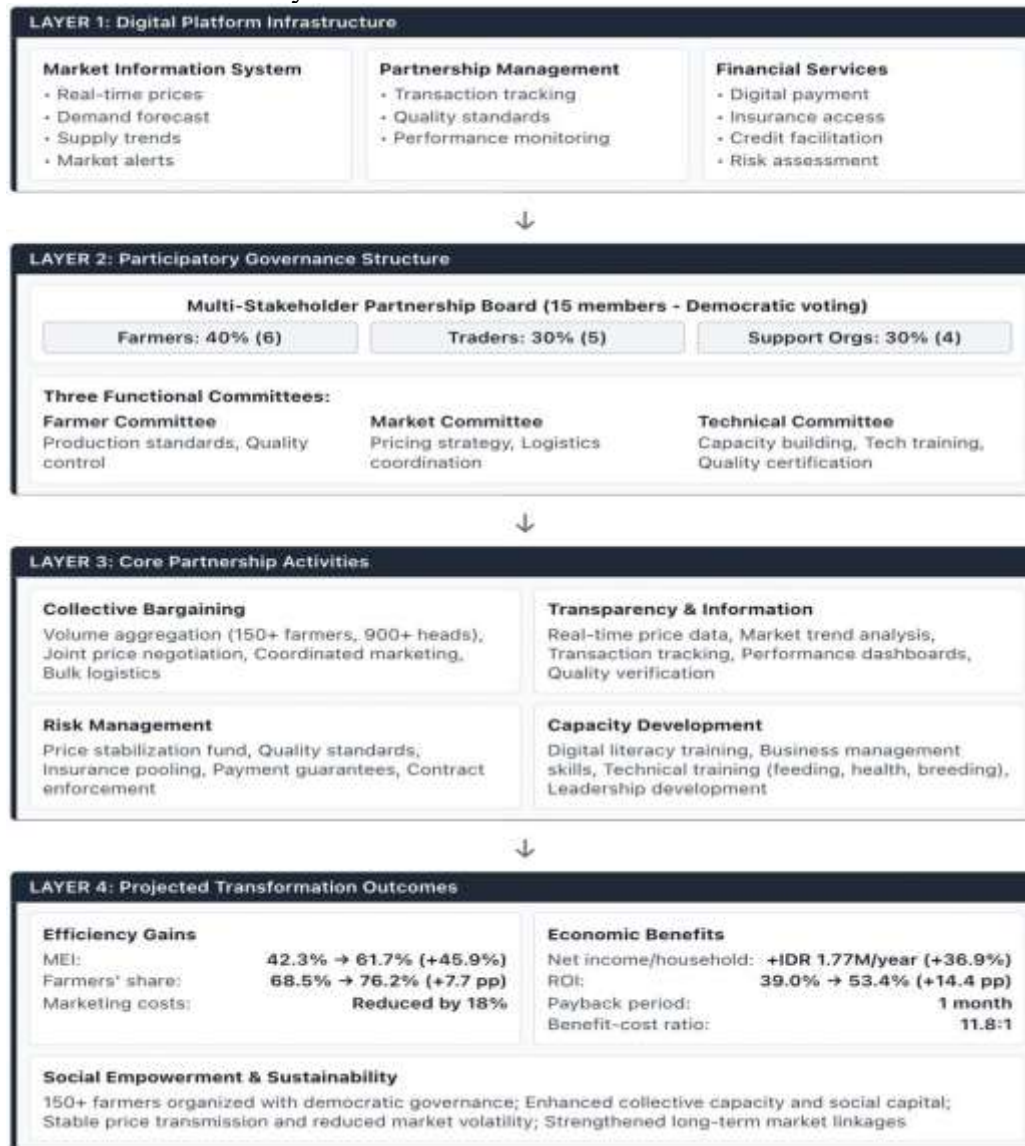 LAYER 1: Digital Platform Infrastructure
Market Information System
• Real-time prices
• Demand forecast
• Supply trends
• Market alerts
Partnership Management
• Transaction tracking
• Quality standards
• Performance monitoring
Financial Services
• Digital payment
• Insurance access
• Credit facilitation
• Risk assessment
↓
LAYER 2: Participatory Governance Structure
Multi-Stakeholder Partnership Board (15 members - Democratic voting)
Farmers: 40% (6)
Traders: 30% (5)
Support Orgs: 30% (4)
Three Functional Committees:
Farmer Committee
Production standards, Quality
control
Market Committee
Pricing strategy, Logistics
coordination
Technical Committee
Capacity building, Tech training,
Quality certification
↓
LAYER 3: Core Partnership Activities
Collective Bargaining
Volume aggregation (150+ farmers, 900+ heads),
Joint price negotiation, Coordinated marketing,
Bulk logistics
Transparency & Information
Real-time price data, Market trend analysis,
Transaction tracking, Performance dashboards,
Quality verification
Risk Management
Price stabilization fund, Quality standards,
Insurance pooling, Payment guarantees, Contract
enforcement
Capacity Development
Digital literacy training, Business management
skills, Technical training (feeding, health, breeding),
Leadership development
↓
LAYER 4: Projected Transformation Outcomes
Efficiency Gains
MEI: 42.3% → 61.7% (+45.9%)
Farmers' share: 68.5% → 76.2% (+7.7 pp)
Marketing costs: Reduced by 18%
Economic Benefits
Net income/household: +IDR 1.77M/year (+36.9%)
ROI: 39.0% → 53.4% (+14.4 pp)
Payback period: 1 month
Benefit-cost ratio: 11.8:1
Social Empowerment & Sustainability
150+ farmers organized with democratic governance; Enhanced collective capacity and social capital;
Stable price transmission and reduced market volatility; Strengthened long-term market linkages